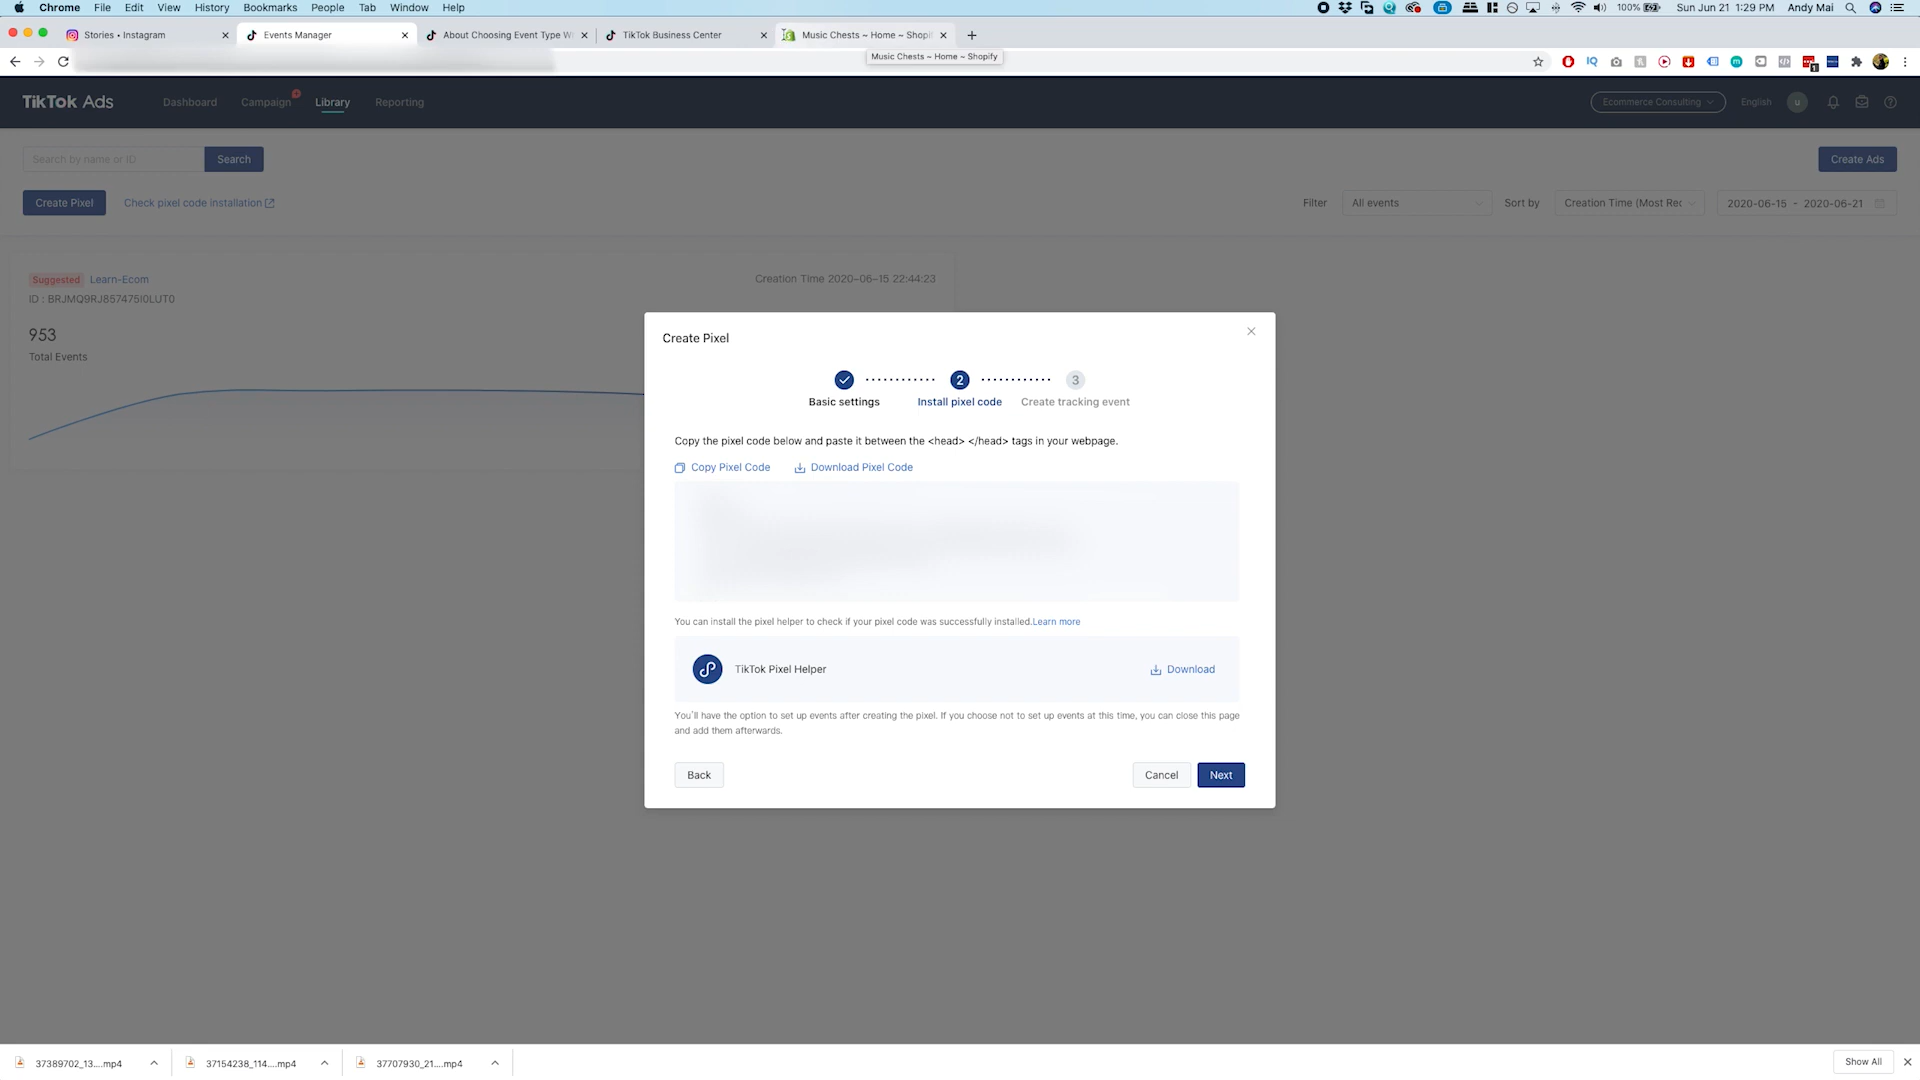 Chrome File Edit View History Bookmarks People Tab Window Help
100% Sun Jun 21 1:29 PM Andy Mai
Stories • Instagram
Events Manager
About Choosing Event Type W
TikTok Business Center
Music Chests ~ Home ~ Shopif
Music Chests ~ Home ~ Shopify
TikTok Ads Dashboard Campaign Library Reporting
Ecommerce Consulting English u
Search by name or ID Search
Create Ads
Create Pixel Check pixel code installation
Filter All events Sort by Creation Time (Most Rec 2020-06-15 - 2020-06-21
Suggested Learn-Ecom
Creation Time 2020-06-15 22:44:23
ID : BRJMQ9RJ857475I0LUT0
953
Total Events
Create Pixel
2 3
Basic settings Install pixel code Create tracking event
Copy the pixel code below and paste it between the <head> </head> tags in your webpage.
Copy Pixel Code Download Pixel Code
You can install the pixel helper to check if your pixel code was successfully installed.Learn more
TikTok Pixel Helper Download
You'll have the option to set up events after creating the pixel. If you choose not to set up events at this time, you can close this page
and add them afterwards.
Back Cancel Next
37389702_13....mp4 37154238_114....mp4 37707930_21....mp4 Show All